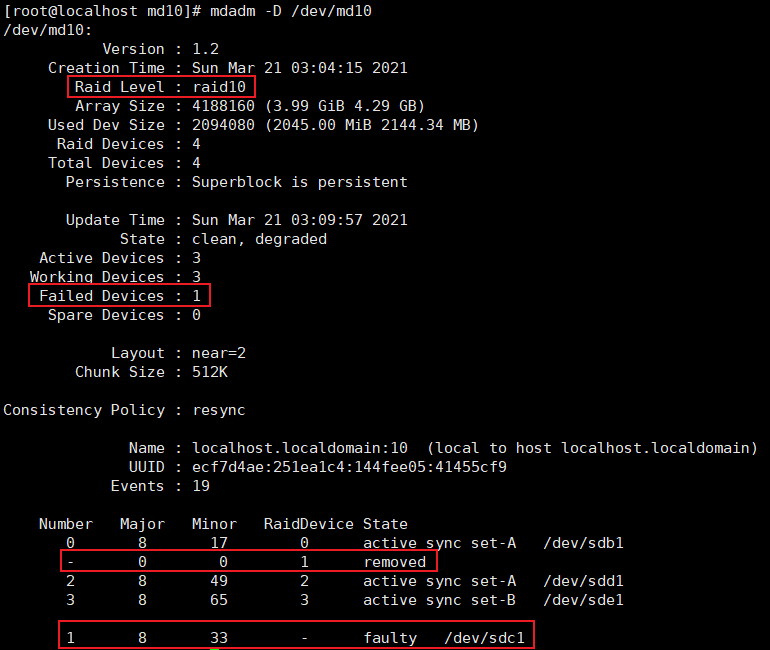 [root@localhost md10]# mdadm -D /dev/md10
/dev/md10:
Version : 1.2
Creation Time : Sun Mar 21 03:04:15 2021
Raid Level : raid10
Array Size : 4188160 (3.99 GiB 4.29 GB)
Used Dev Size : 2094080 (2045.00 MiB 2144.34 MB)
Raid Devices : 4
Total Devices : 4
Persistence : Superblock is persistent
Update Time : Sun Mar 21 03:09:57 2021
State : clean, degraded
Active Devices : 3
Working Devices : 3
Failed Devices : 1
Spare Devices : 0
Layout : near=2
Chunk Size : 512K
Consistency Policy : resync
Name : localhost.localdomain:10  (local to host localhost.localdomain)
UUID : ecf7d4ae:251ea1c4:144fee05:41455cf9
Events : 19
Number   Major   Minor   RaidDevice State
0       8       17        0      active sync set-A   /dev/sdb1
-       0        0        1      removed
2       8       49        2      active sync set-A   /dev/sdd1
3       8       65        3      active sync set-B   /dev/sde1
1       8       33        -      faulty   /dev/sdc1